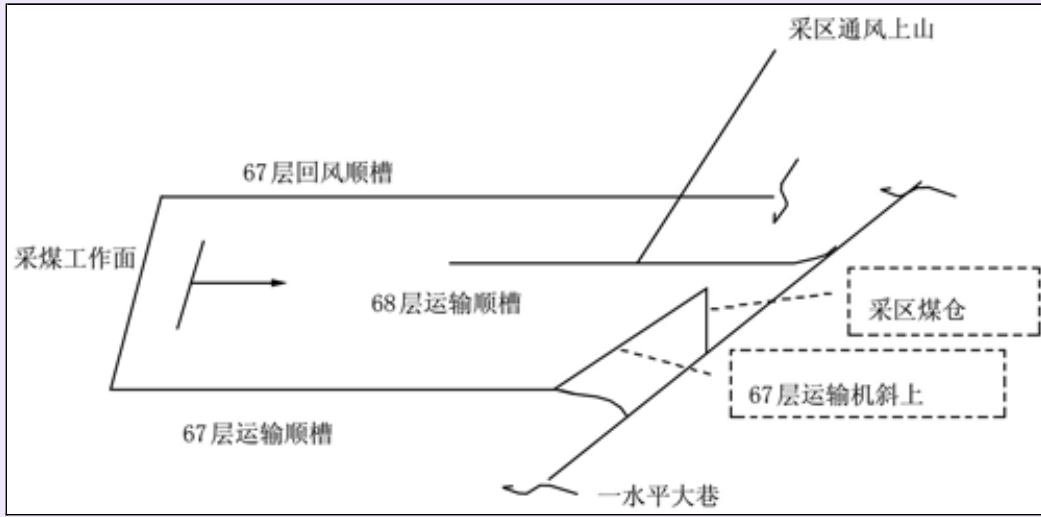 采区通风上山
67层回风顺槽
采煤工作面
68层运输顺槽
采区煤仓
67层运输机斜上
67层运输顺槽
一水平大巷